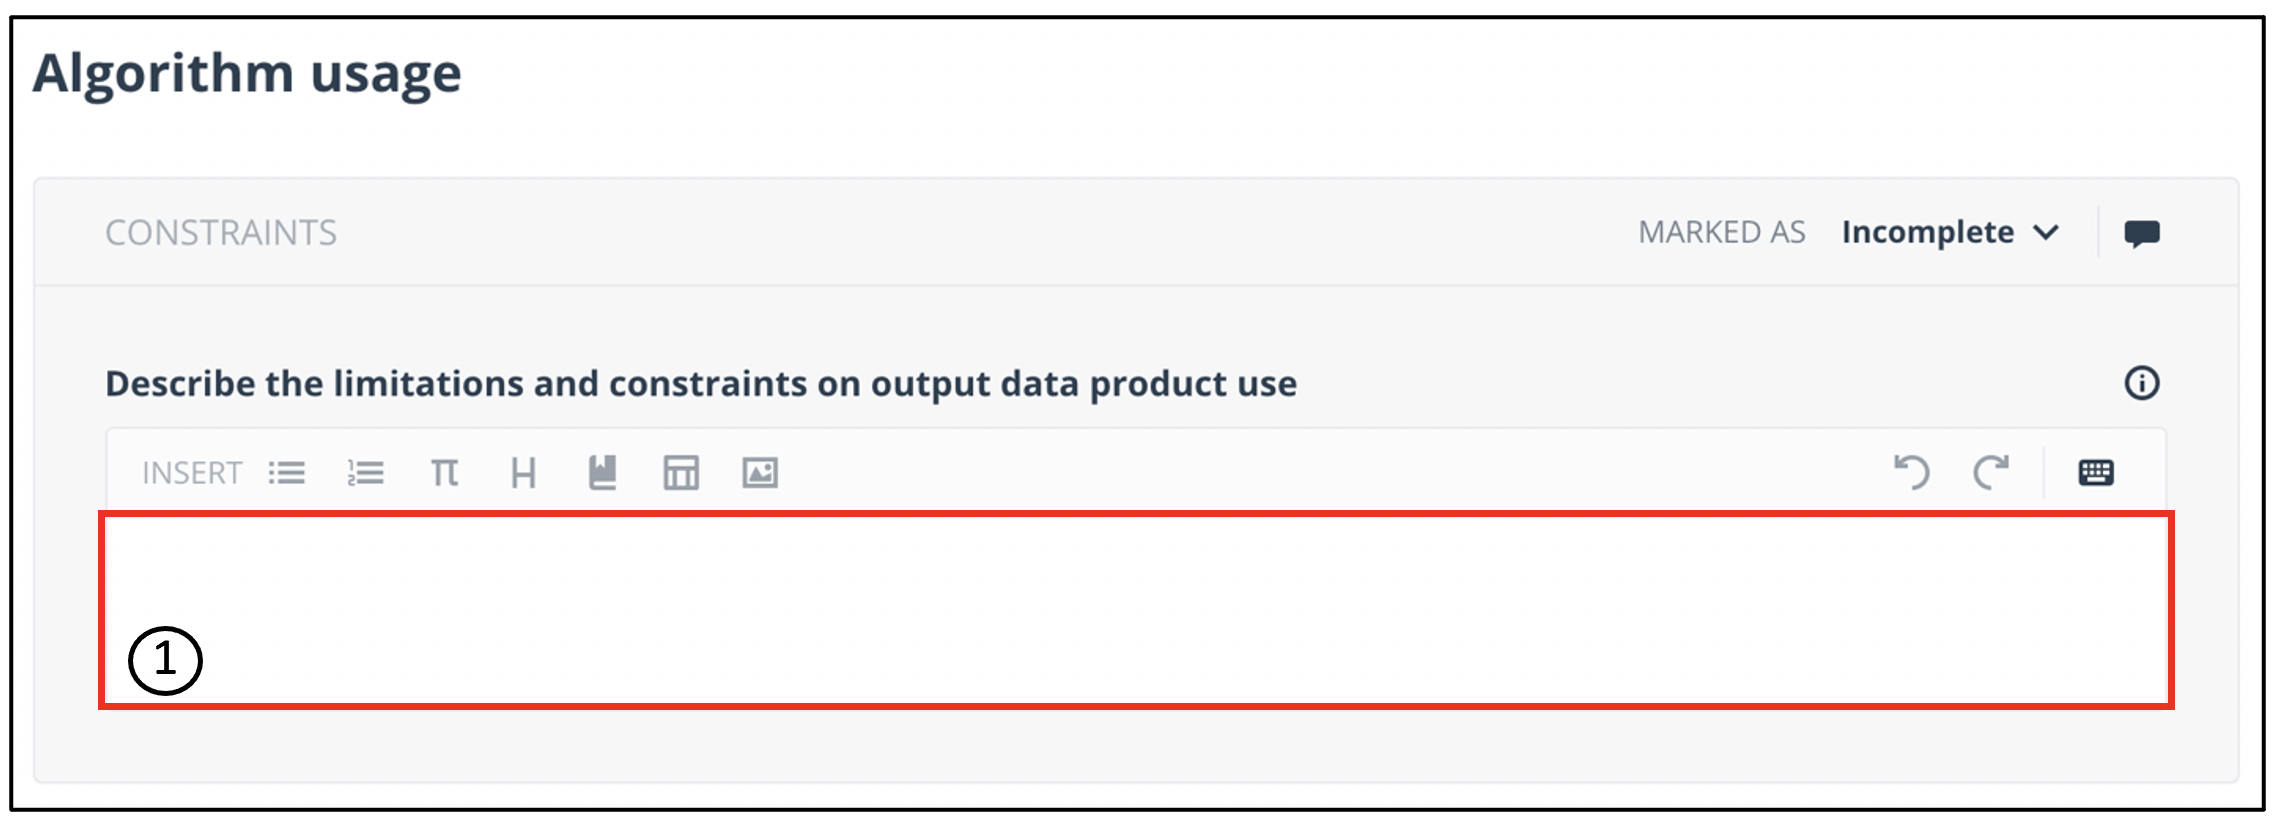 Algorithm usage
CONSTRAINTS
MARKED AS Incomplete
Describe the limitations and constraints on output data product use
INSERT
1